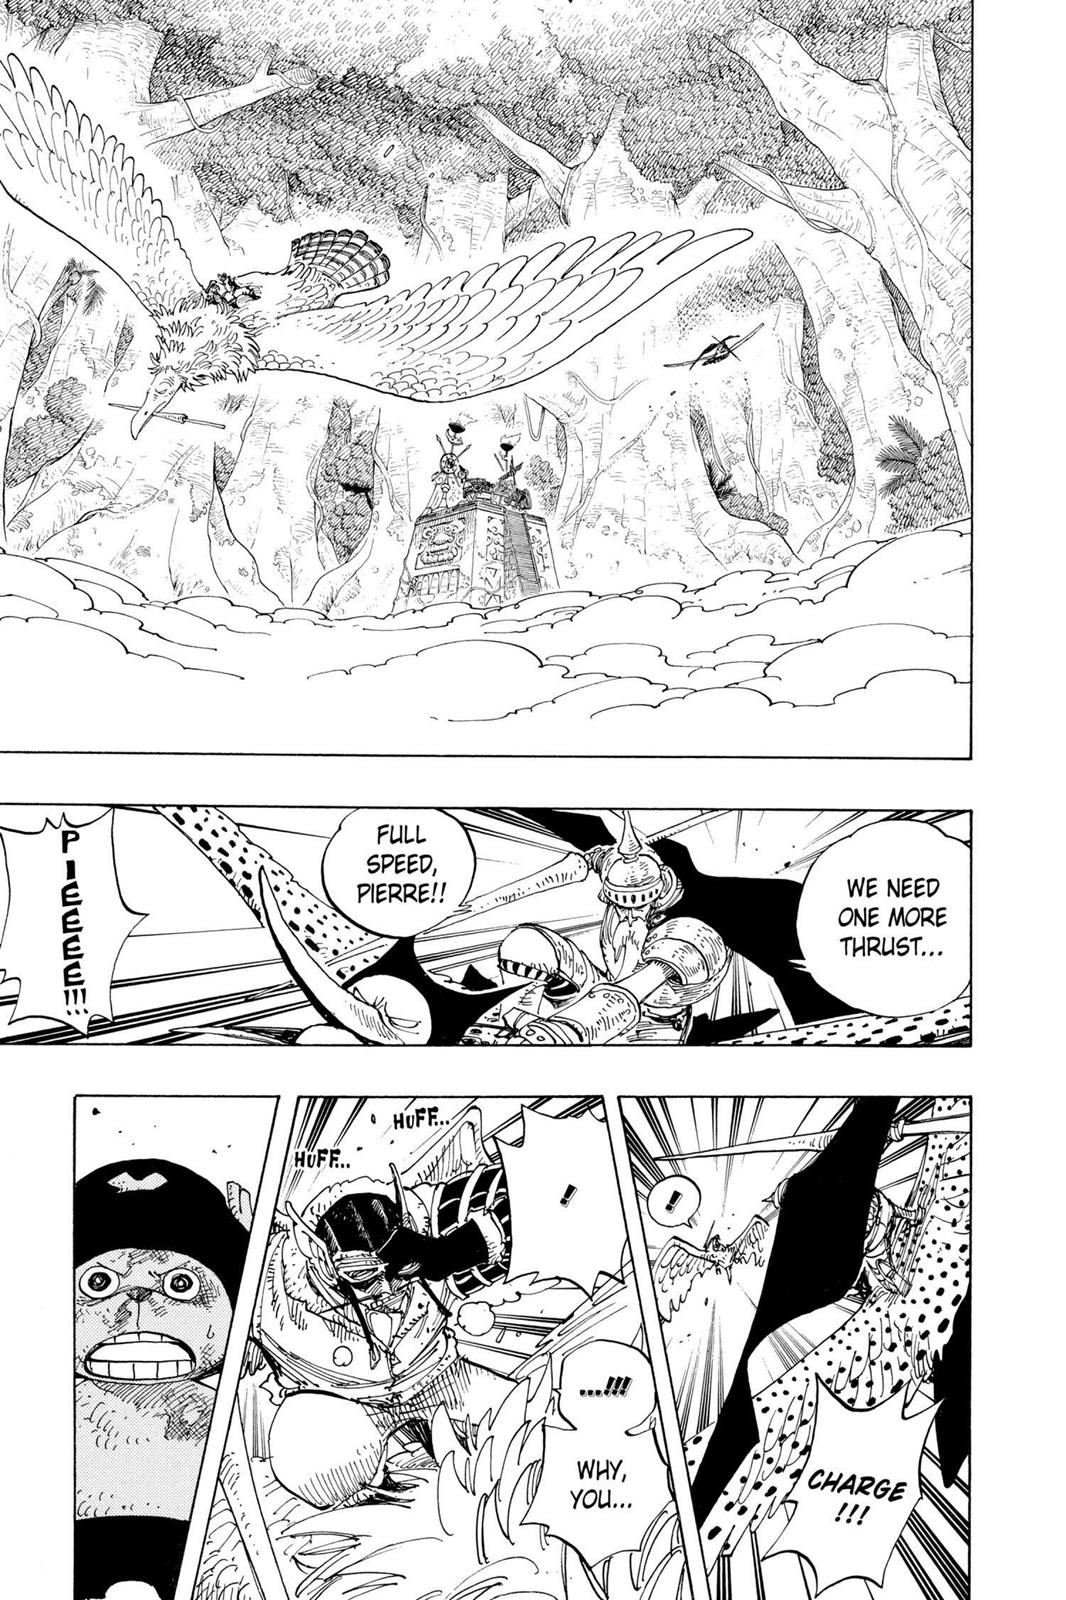 WE NEED
ONE MORE
THRUST...
FULL
SPEED,
PIERRE!!
PIEEEE!!!
!
CHARGE
!!!
!
...!!!
WHY,
YOU...
HUFF...
HUFF...